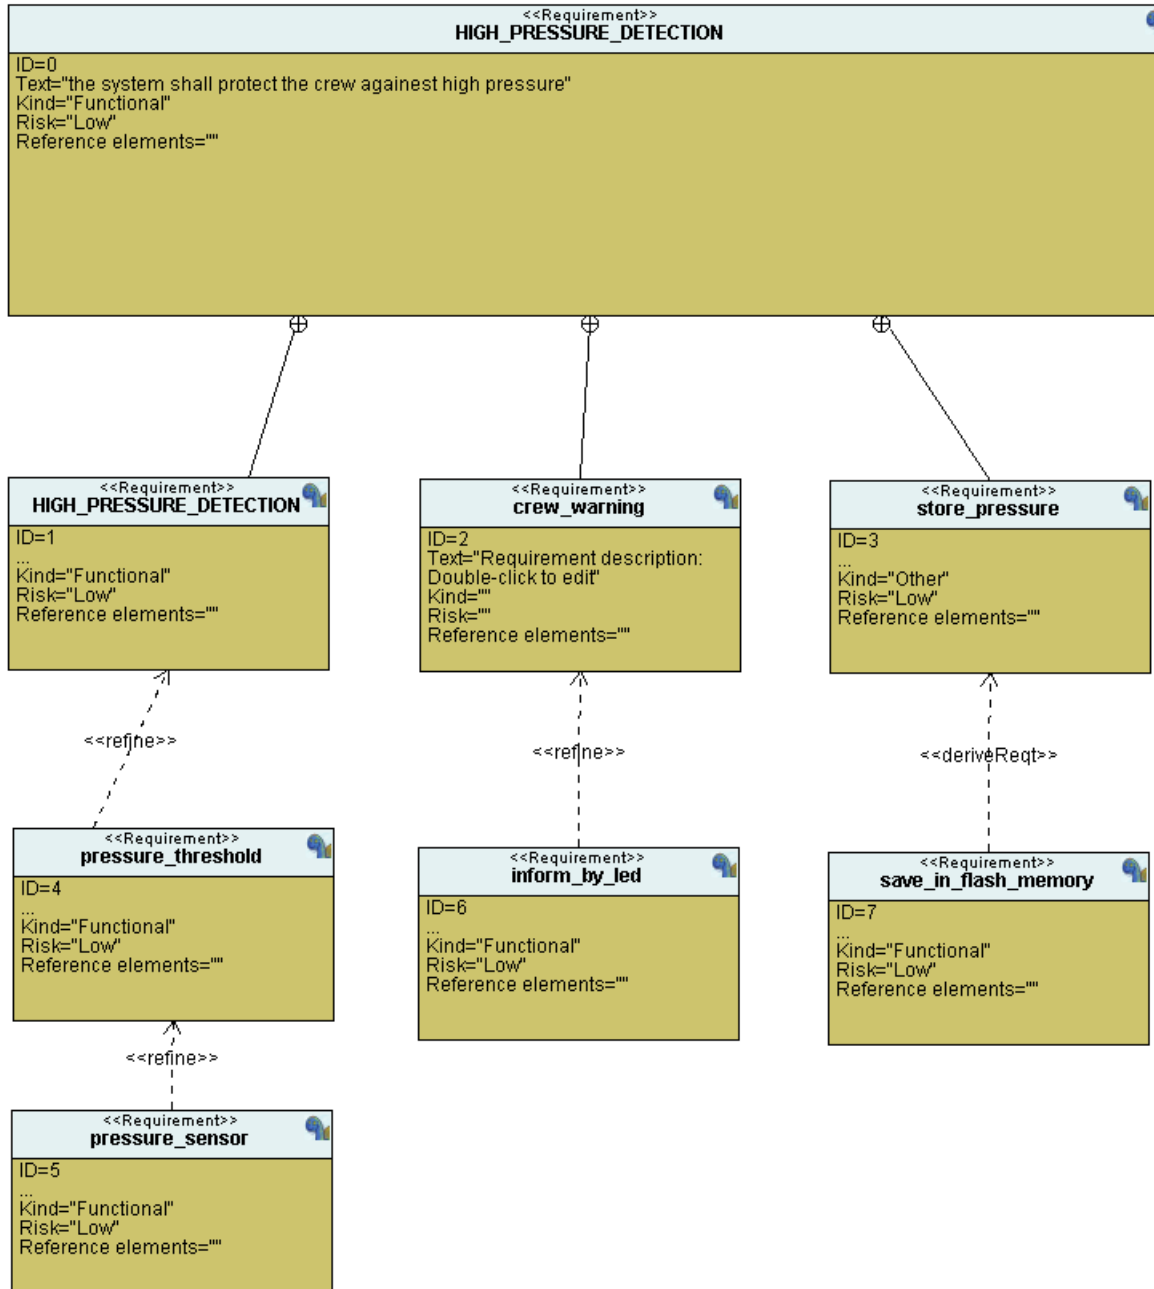 <<Requirement>>
HIGH_PRESSURE_DETECTION
ID=0
Text="the system shall protect the crew againest high pressure"
Kind="Functional"
Risk="Low"
Reference elements=""
<<Requirement>>
HIGH_PRESSURE_DETECTION
ID=1
...
Kind="Functional"
Risk="Low"
Reference elements=""
<<Requirement>>
crew_warning
ID=2
Text="Requirement description:
Double-click to edit"
Kind=""
Risk=""
Reference elements=""
<<Requirement>>
store_pressure
ID=3
...
Kind="Other"
Risk="Low"
Reference elements=""
<<refine>>
<<refine>>
<<deriveReqt>>
<<Requirement>>
pressure_threshold
ID=4
...
Kind="Functional"
Risk="Low"
Reference elements=""
<<Requirement>>
inform_by_led
ID=6
...
Kind="Functional"
Risk="Low"
Reference elements=""
<<Requirement>>
save_in_flash_memory
ID=7
...
Kind="Functional"
Risk="Low"
Reference elements=""
<<refine>>
<<Requirement>>
pressure_sensor
ID=5
...
Kind="Functional"
Risk="Low"
Reference elements=""